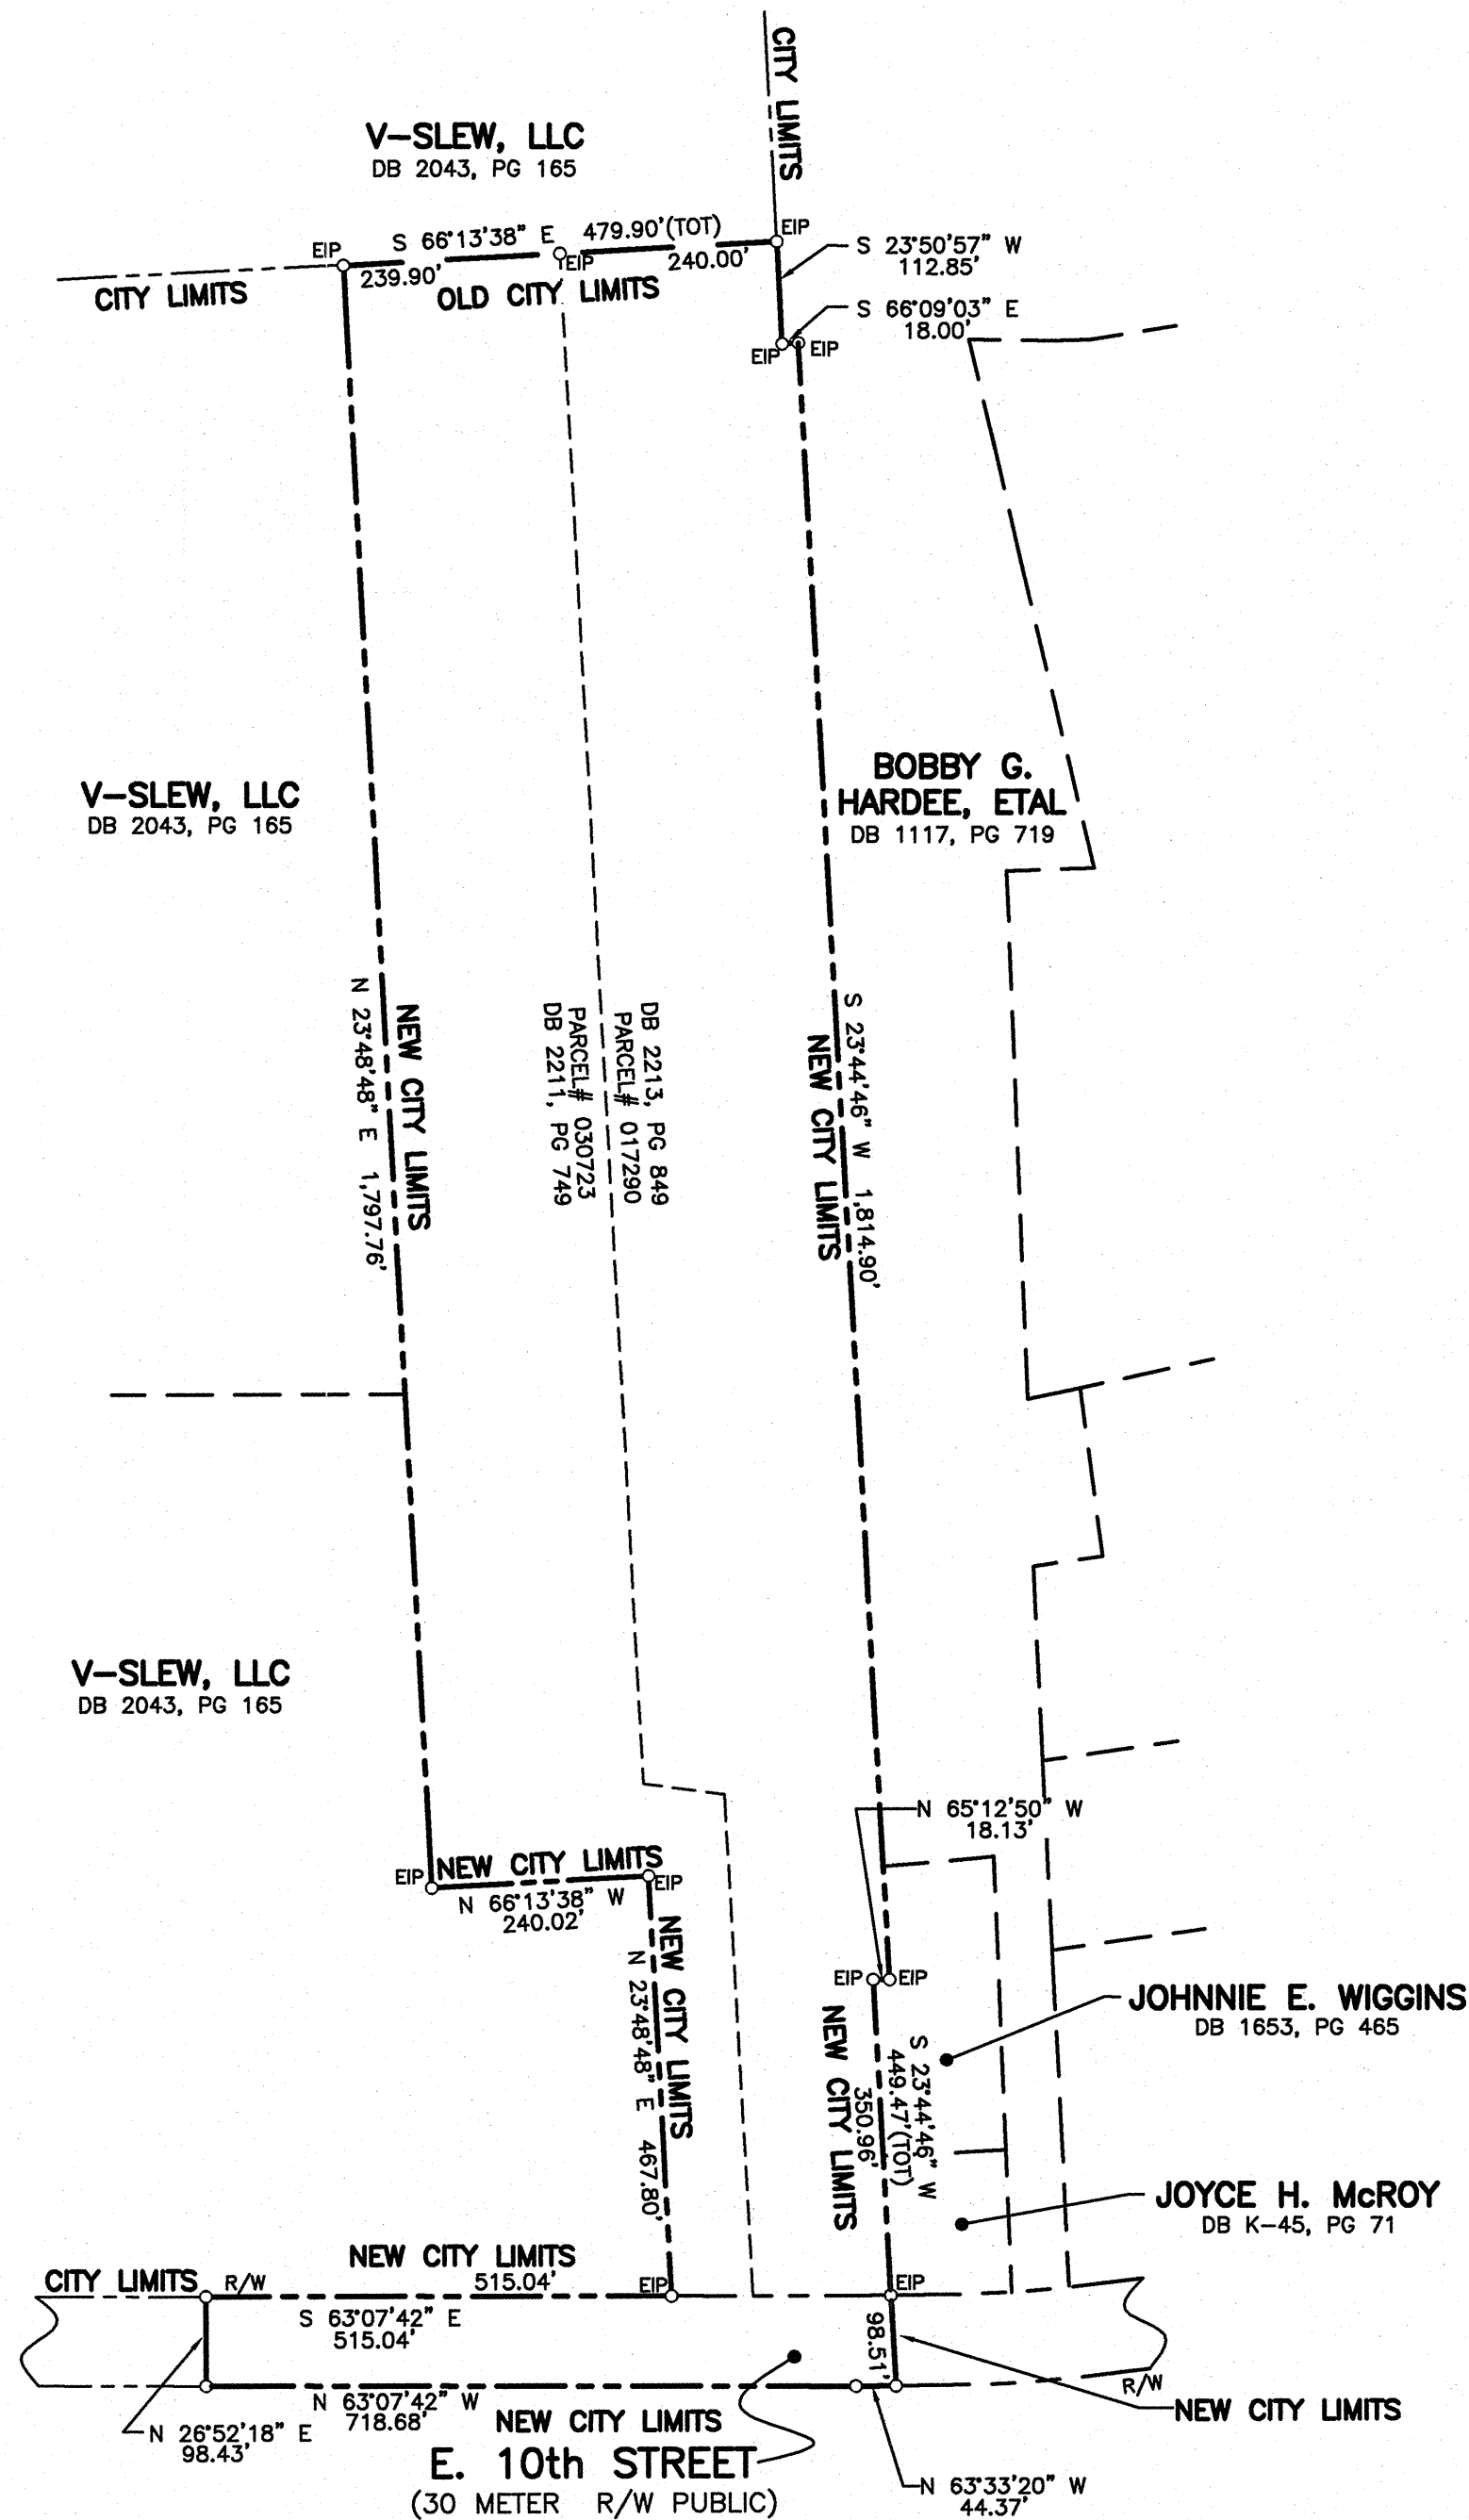 CITY LIMITS
V-SLEW, LLC
DB 2043, PG 165
EIP
S 66°13'38" E
479.90'(TOT)
EIP
239.90'
EIP
240.00'
CITY LIMITS
OLD CITY LIMITS
S 23°50'57" W
112.85'
S 66°09'03" E
18.00'
EIP
EIP
V-SLEW, LLC
DB 2043, PG 165
BOBBY G.
HARDEE, ETAL
DB 1117, PG 719
NEW CITY LIMITS
N 23°48'48" E 1,797.76'
DB 2213, PG 849
PARCEL# 017290
PARCEL# 030723
DB 2211, PG 749
S 23°44'46" W 1,814.90'
NEW CITY LIMITS
V-SLEW, LLC
DB 2043, PG 165
N 65°12'50" W
18.13'
EIP
NEW CITY LIMITS
EIP
N 66°13'38" W
240.02'
NEW CITY LIMITS
N 23°48'48" E 467.80'
EIP
EIP
NEW CITY LIMITS
S 23°44'46" W
449.47'(TOT)
350.96'
JOHNNIE E. WIGGINS
DB 1653, PG 465
JOYCE H. McROY
DB K-45, PG 71
CITY LIMITS
R/W
NEW CITY LIMITS
515.04'
EIP
EIP
S 63°07'42" E
515.04'
98.51'
R/W
NEW CITY LIMITS
N 63°07'42" W
718.68'
NEW CITY LIMITS
N 26°52'18" E
98.43'
E. 10th STREET
(30 METER R/W PUBLIC)
N 63°33'20" W
44.37'